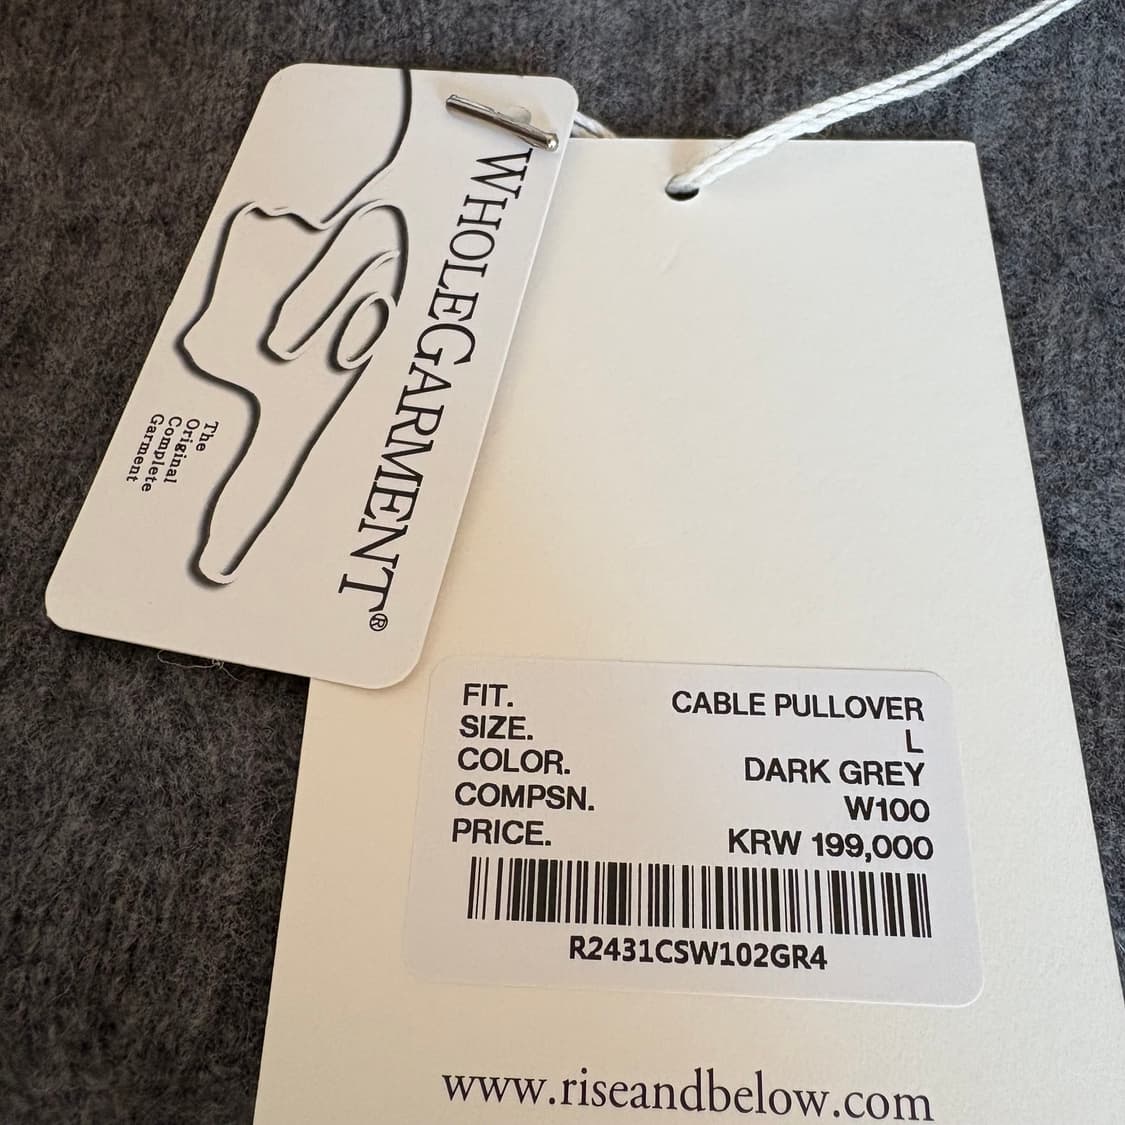 WHOLEGARMENT®
The
Original
Complete
Garment
FIT. CABLE PULLOVER
SIZE. L
COLOR. DARK GREY
COMPSN. W100
PRICE. KRW 199,000
R2431CSW102GR4
www.riseandbelow.com